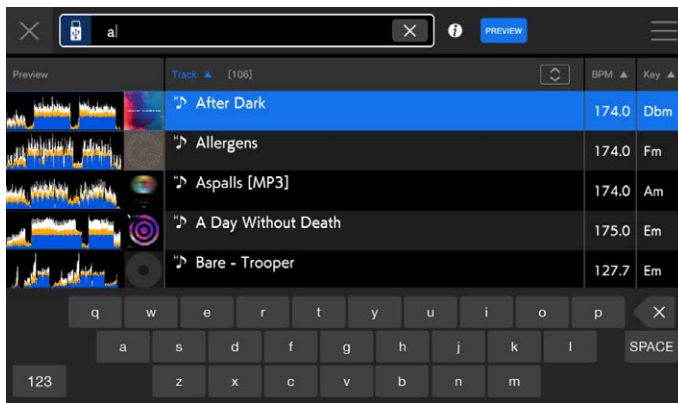 a
i PREVIEW
Preview Track ▲ [106] BPM ▲ Key ▲
After Dark 174.0 Dbm
Allergens 174.0 Fm
Aspalls [MP3] 174.0 Am
A Day Without Death 175.0 Em
Bare - Trooper 127.7 Em
q w e r t y u i o p
a s d f g h j k l SPACE
123 z x c v b n m